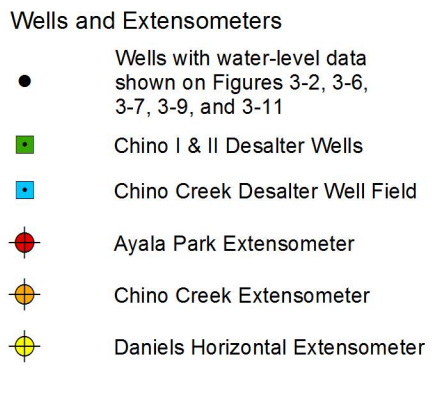 Wells and Extensometers
Wells with water-level data
shown on Figures 3-2, 3-6,
3-7, 3-9, and 3-11
Chino I & II Desalter Wells
Chino Creek Desalter Well Field
Ayala Park Extensometer
Chino Creek Extensometer
Daniels Horizontal Extensometer